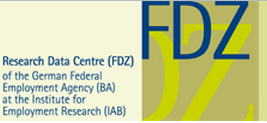 Research Data Centre (FDZ)
of the German Federal
Employment Agency (BA)
at the Institute for
Employment Research (IAB)
FDZ
DZ